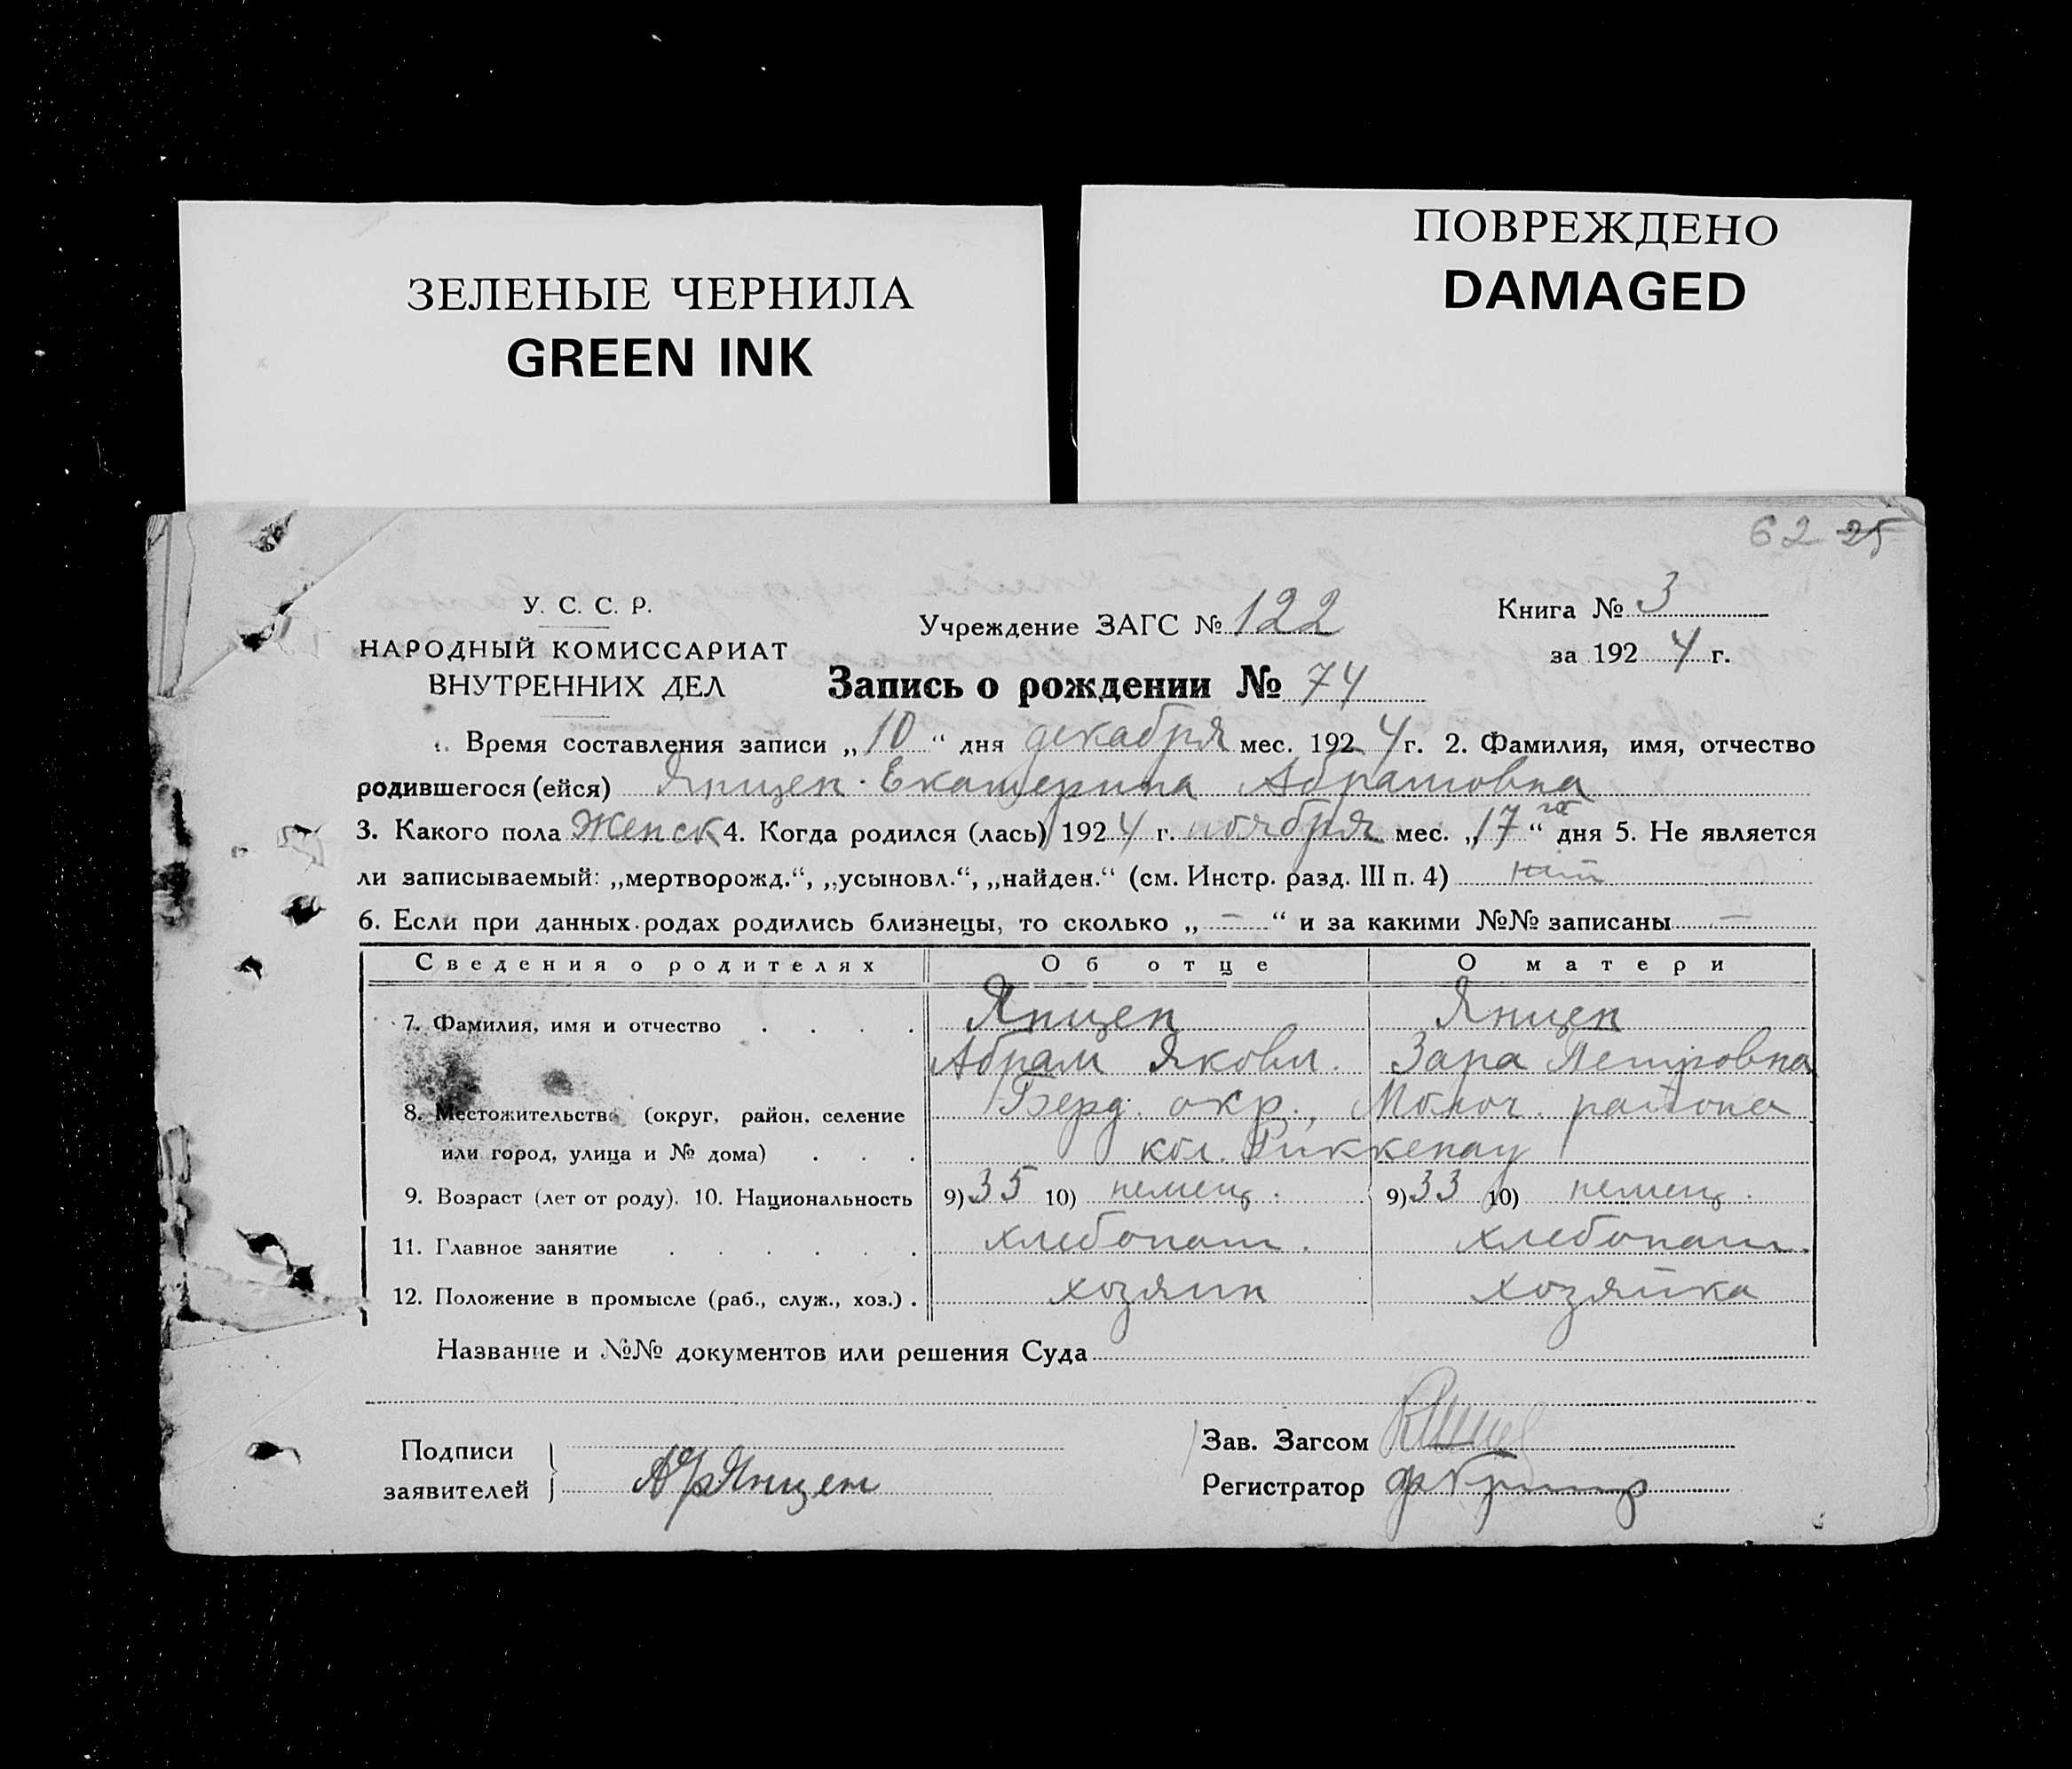 ПОВРЕЖДЕНО
DAMAGED
ЗЕЛЕНЫЕ ЧЕРНИЛА
GREEN INK
62 25
У. С. С. Р.
НАРОДНЫЙ КОМИССАРИАТ
ВНУТРЕННИХ ДЕЛ
Учреждение ЗАГС № 122
Книга № 3
за 1924 г.
Запись о рождении № 74
Время составления записи „10“ дня декабря мес. 1924 г. 2. Фамилия, имя, отчество
родившегося (ейся) Янцен Екатерина Абрамовна
3. Какого пола Женск 4. Когда родился (лась) 1924 г. ноября мес. „17го“ дня 5. Не является
ли записываемый: „мертворожд.“, „усыновл.“, „найден.“ (см. Инстр. разд. III п. 4) нет
6. Если при данных родах родились близнецы, то сколько „—“ и за какими №№ записаны —
Сведения о родителях Об отце О матери
7. Фамилия, имя и отчество . . . . Янцен Янцен
Абрам Яковл. Зара Петровна
8. Местожительство (округ, район, селение Берд. окр., Молоч. района
или город, улица и № дома) . . . кол. Риккенау
9. Возраст (лет от роду). 10. Национальность 9) 35 10) немец. 9) 33 10) немец.
11. Главное занятие . . . . . . хлебопаш. хлебопаш.
12. Положение в промысле (раб., служ., хоз.) . хозяин хозяйка
Название и №№ документов или решения Суда
Подписи
заявителей
Янцен
Зав. Загсом
Регистратор